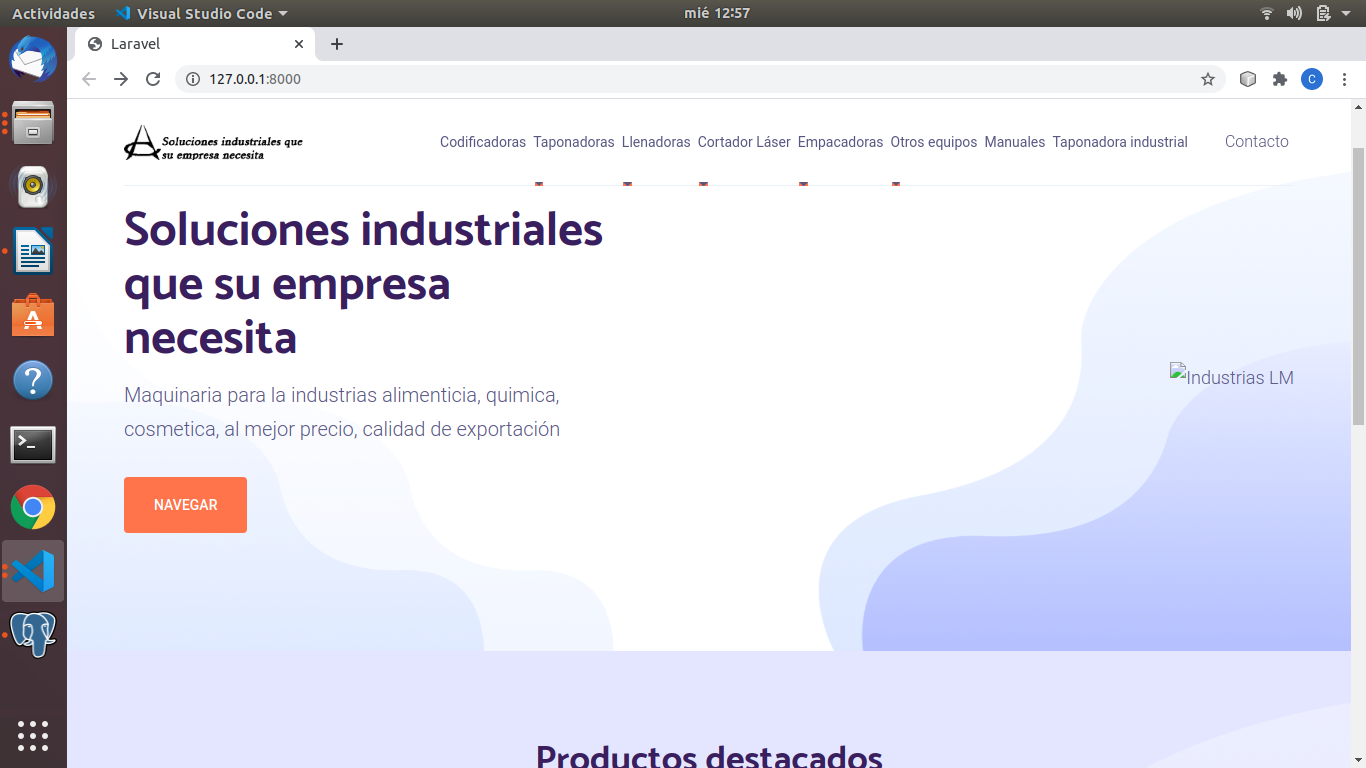 Actividades Visual Studio Code mié 12:57
Laravel
127.0.0.1:8000
C
Soluciones industriales que
su empresa necesita
Codificadoras Taponadoras Llenadoras Cortador Láser Empacadoras Otros equipos Manuales Taponadora industrial Contacto
Soluciones industriales
que su empresa
necesita
Industrias LM
Maquinaria para la industrias alimenticia, quimica,
cosmetica, al mejor precio, calidad de exportación
NAVEGAR
Productos destacados